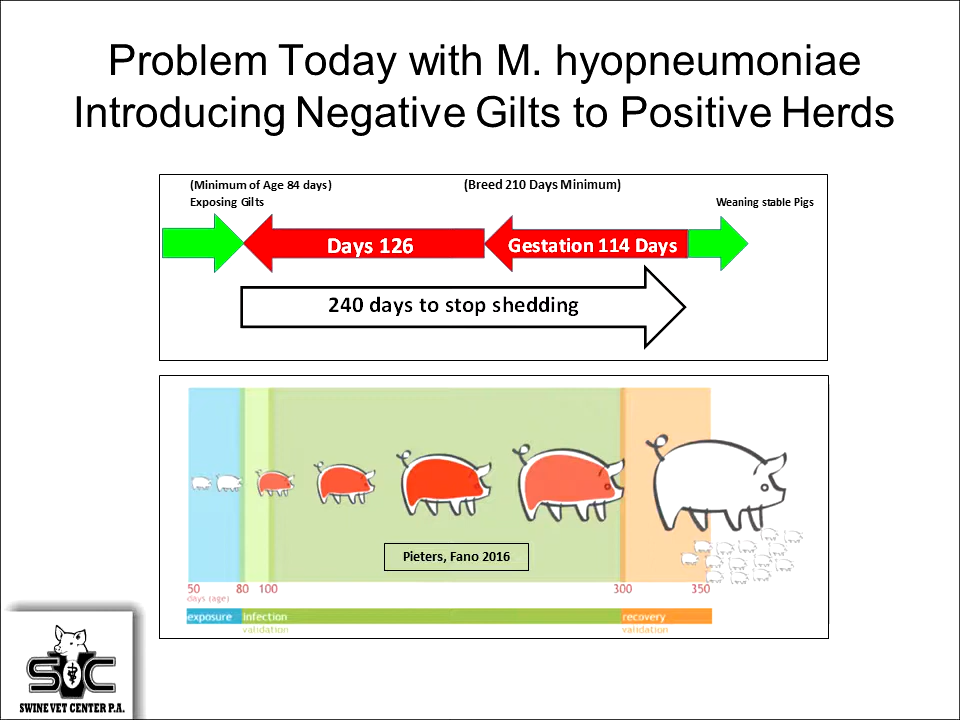 Problem Today with M. hyopneumoniae
Introducing Negative Gilts to Positive Herds
(Minimum of Age 84 days)
(Breed 210 Days Minimum)
Exposing Gilts
Weaning stable Pigs
Days 126
Gestation 114 Days
240 days to stop shedding
Pieters, Fano 2016
50 80 100 300 350
days (age)
exposure infection recovery
validation validation
SVC
SWINE VET CENTER P.A.